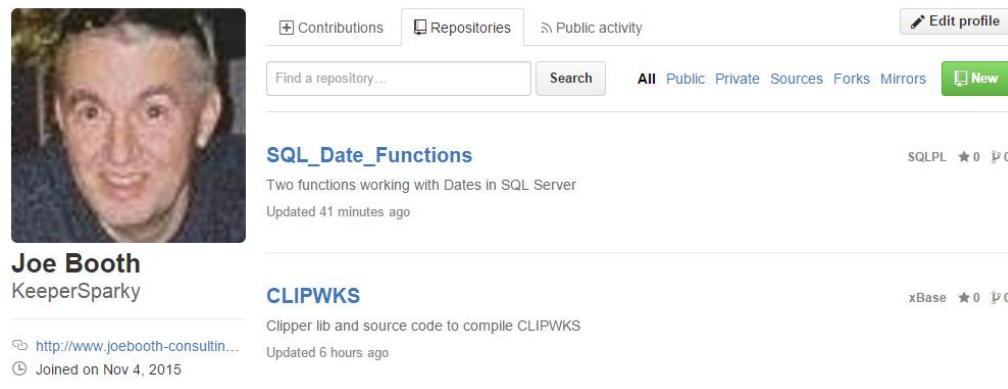 Contributions Repositories Public activity Edit profile
Find a repository... Search All Public Private Sources Forks Mirrors New
SQL_Date_Functions SQLPL 0 0
Two functions working with Dates in SQL Server
Updated 41 minutes ago
Joe Booth
KeeperSparky
CLIPWKS xBase 0 0
Clipper lib and source code to compile CLIPWKS
http://www.joebooth-consultin...
Updated 6 hours ago
Joined on Nov 4, 2015